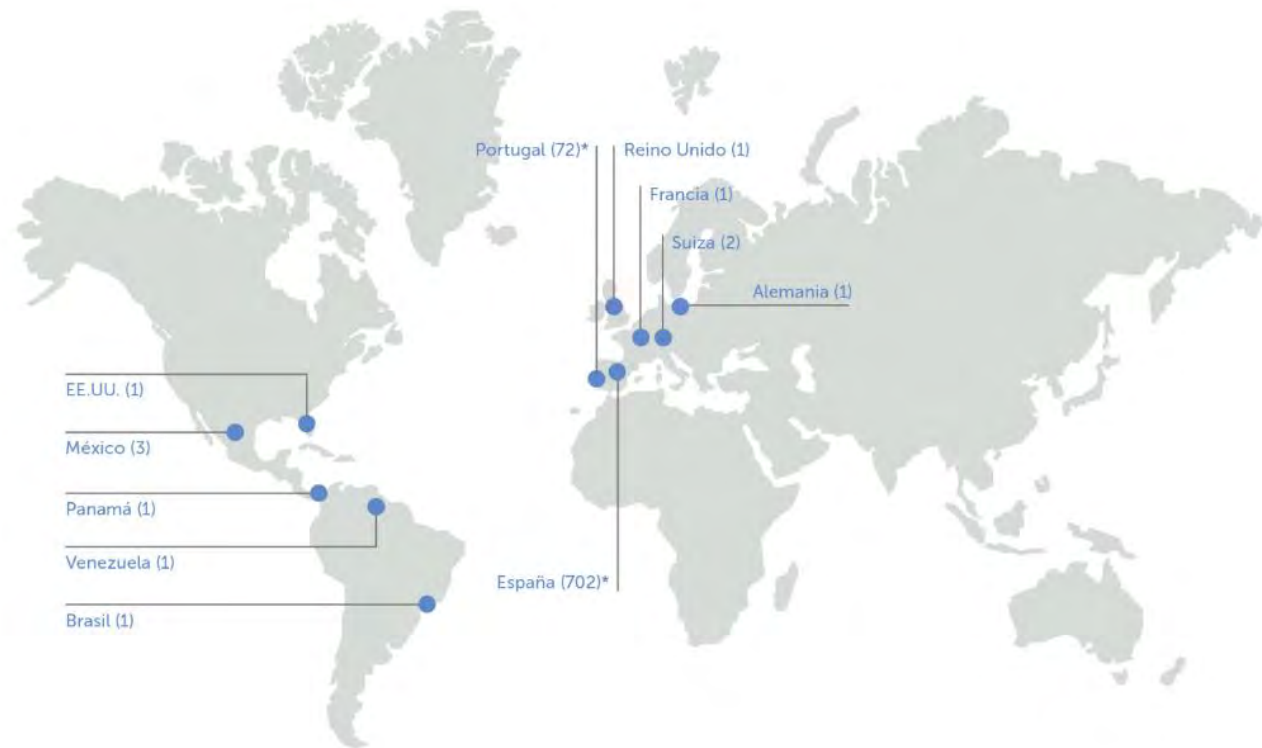 Portugal (72)*
Reino Unido (1)
Francia (1)
Suiza (2)
Alemania (1)
EE.UU. (1)
México (3)
Panamá (1)
Venezuela (1)
España (702)*
Brasil (1)